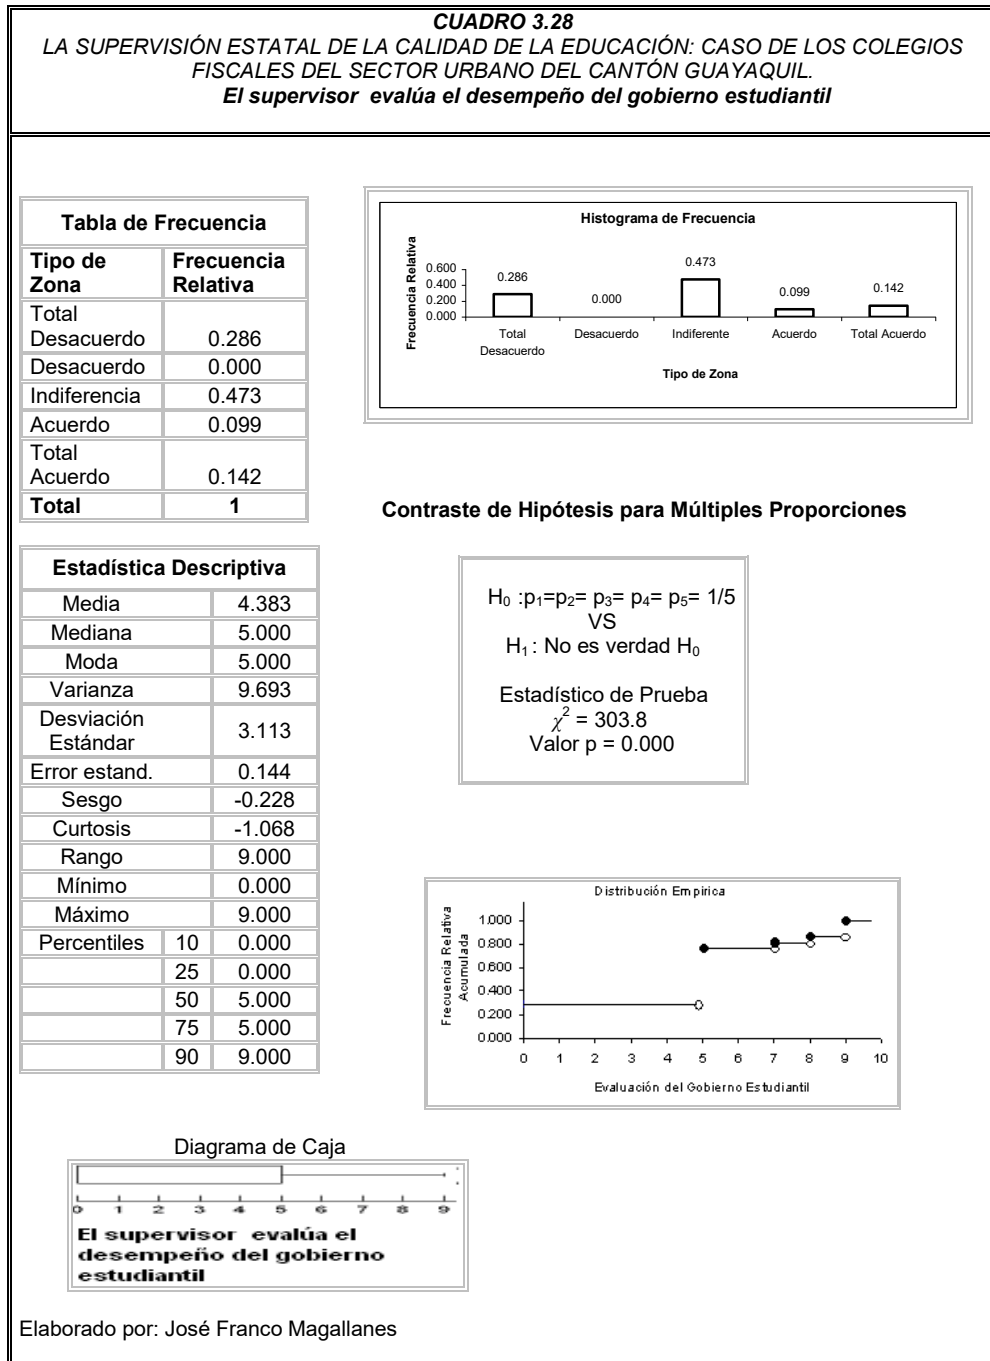 CUADRO 3.28
LA SUPERVISIÓN ESTATAL DE LA CALIDAD DE LA EDUCACIÓN: CASO DE LOS COLEGIOS
FISCALES DEL SECTOR URBANO DEL CANTÓN GUAYAQUIL.
El supervisor evalúa el desempeño del gobierno estudiantil
Tabla de Frecuencia
Tipo de Zona Frecuencia Relativa
Total Desacuerdo 0.286
Desacuerdo 0.000
Indiferencia 0.473
Acuerdo 0.099
Total Acuerdo 0.142
Total 1
Histograma de Frecuencia
Frecuencia Relativa
0.600
0.400
0.200
0.000
0.286
0.000
0.473
0.099
0.142
Total Desacuerdo
Desacuerdo
Indiferente
Acuerdo
Total Acuerdo
Tipo de Zona
Contraste de Hipótesis para Múltiples Proporciones
H₀ :p₁=p₂= p₃= p₄= p₅= 1/5
VS
H₁ : No es verdad H₀
Estadístico de Prueba
χ² = 303.8
Valor p = 0.000
Estadística Descriptiva
Media 4.383
Mediana 5.000
Moda 5.000
Varianza 9.693
Desviación Estándar 3.113
Error estand. 0.144
Sesgo -0.228
Curtosis -1.068
Rango 9.000
Mínimo 0.000
Máximo 9.000
Percentiles 10 0.000
25 0.000
50 5.000
75 5.000
90 9.000
Distribución Empirica
Frecuencia Relativa
Acumulada
1.000
0.800
0.600
0.400
0.200
0.000
0 1 2 3 4 5 6 7 8 9 10
Evaluación del Gobierno Estudiantil
Diagrama de Caja
0 1 2 3 4 5 6 7 8 9
El supervisor evalúa el
desempeño del gobierno
estudiantil
Elaborado por: José Franco Magallanes